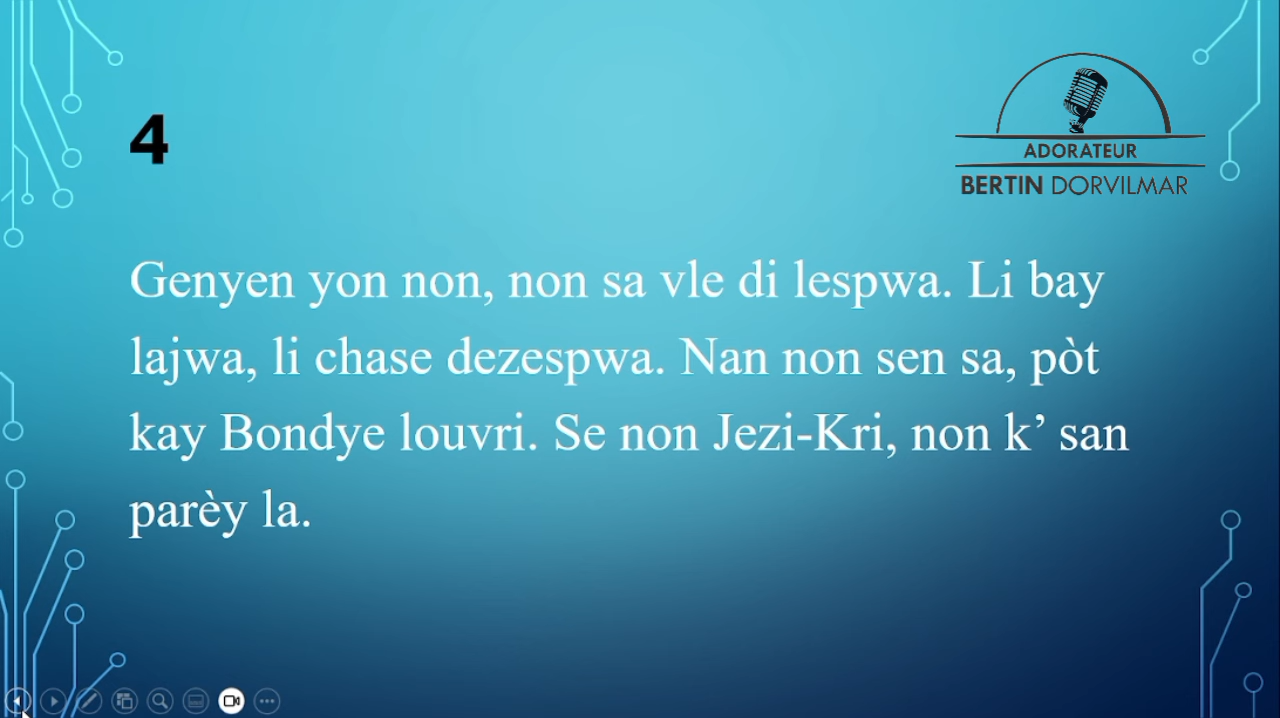 4
ADORATEUR
BERTIN DORVILMAR
Genyen yon non, non sa vle di lespwa. Li bay
lajwa, li chase dezespwa. Nan non sen sa, pòt
kay Bondye louvri. Se non Jezi-Kri, non k’ san
parèy la.